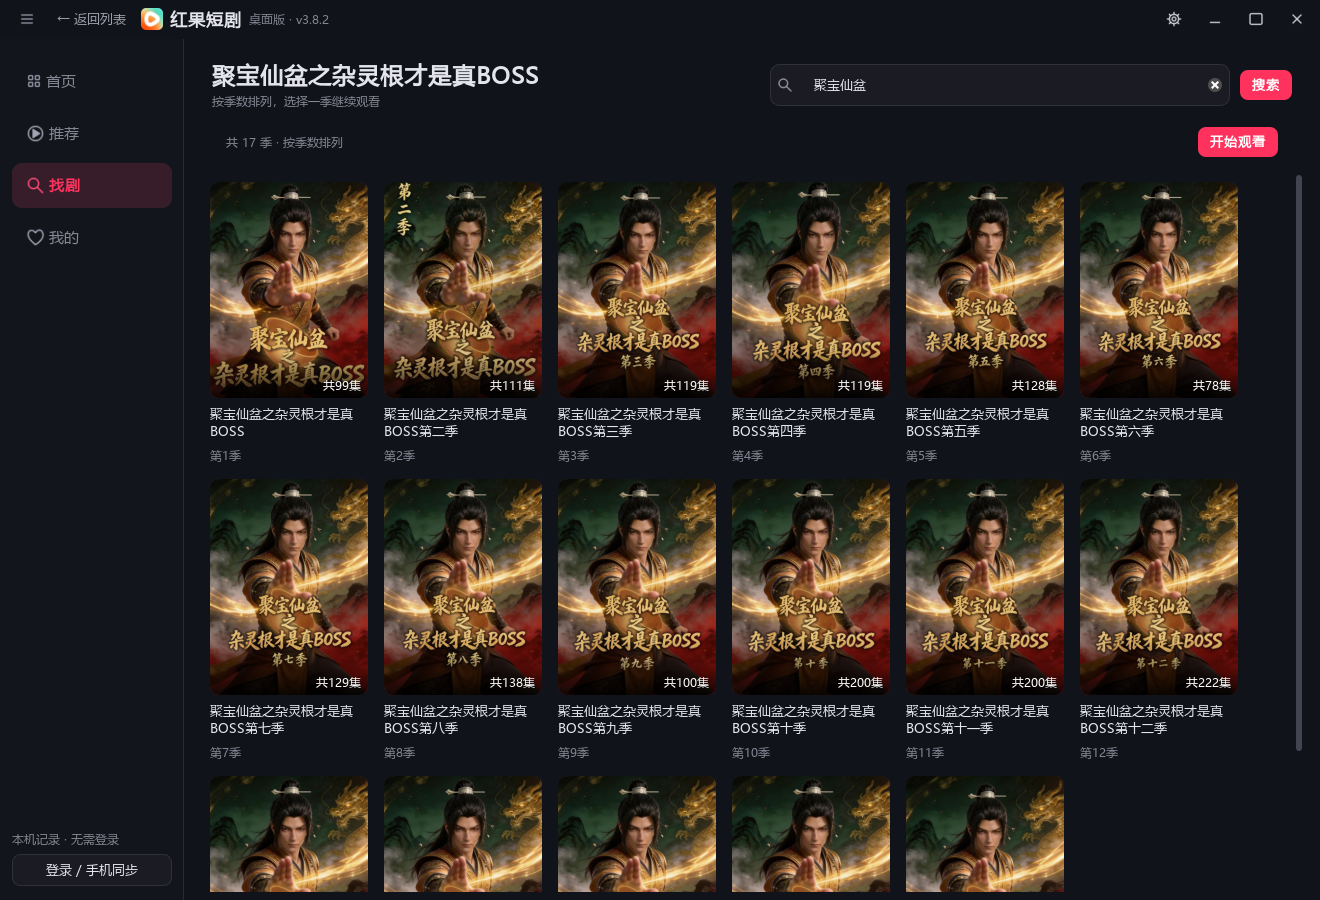 ← 返回列表
红果短剧
桌面版 · v3.8.2
首页
推荐
找剧
我的
本机记录 · 无需登录
登录 / 手机同步
聚宝仙盆之杂灵根才是真BOSS
按季数排列，选择一季继续观看
聚宝仙盆
搜索
共 17 季 · 按季数排列
开始观看
聚宝仙盆
之
杂灵根才是真BOSS
共99集
聚宝仙盆之杂灵根才是真
BOSS
第1季
第二季
聚宝仙盆
之
杂灵根才是真BOSS
共111集
聚宝仙盆之杂灵根才是真
BOSS第二季
第2季
聚宝仙盆
之
杂灵根才是真BOSS
第三季
共119集
聚宝仙盆之杂灵根才是真
BOSS第三季
第3季
聚宝仙盆
之
杂灵根才是真BOSS
第四季
共119集
聚宝仙盆之杂灵根才是真
BOSS第四季
第4季
聚宝仙盆
之
杂灵根才是真BOSS
第五季
共128集
聚宝仙盆之杂灵根才是真
BOSS第五季
第5季
聚宝仙盆
之
杂灵根才是真BOSS
第六季
共78集
聚宝仙盆之杂灵根才是真
BOSS第六季
第6季
聚宝仙盆
之
杂灵根才是真BOSS
第七季
共129集
聚宝仙盆之杂灵根才是真
BOSS第七季
第7季
聚宝仙盆
之
杂灵根才是真BOSS
第八季
共138集
聚宝仙盆之杂灵根才是真
BOSS第八季
第8季
聚宝仙盆
之
杂灵根才是真BOSS
第九季
共100集
聚宝仙盆之杂灵根才是真
BOSS第九季
第9季
聚宝仙盆
之
杂灵根才是真BOSS
第十季
共200集
聚宝仙盆之杂灵根才是真
BOSS第十季
第10季
聚宝仙盆
之
杂灵根才是真BOSS
第十一季
共200集
聚宝仙盆之杂灵根才是真
BOSS第十一季
第11季
聚宝仙盆
之
杂灵根才是真BOSS
第十二季
共222集
聚宝仙盆之杂灵根才是真
BOSS第十二季
第12季